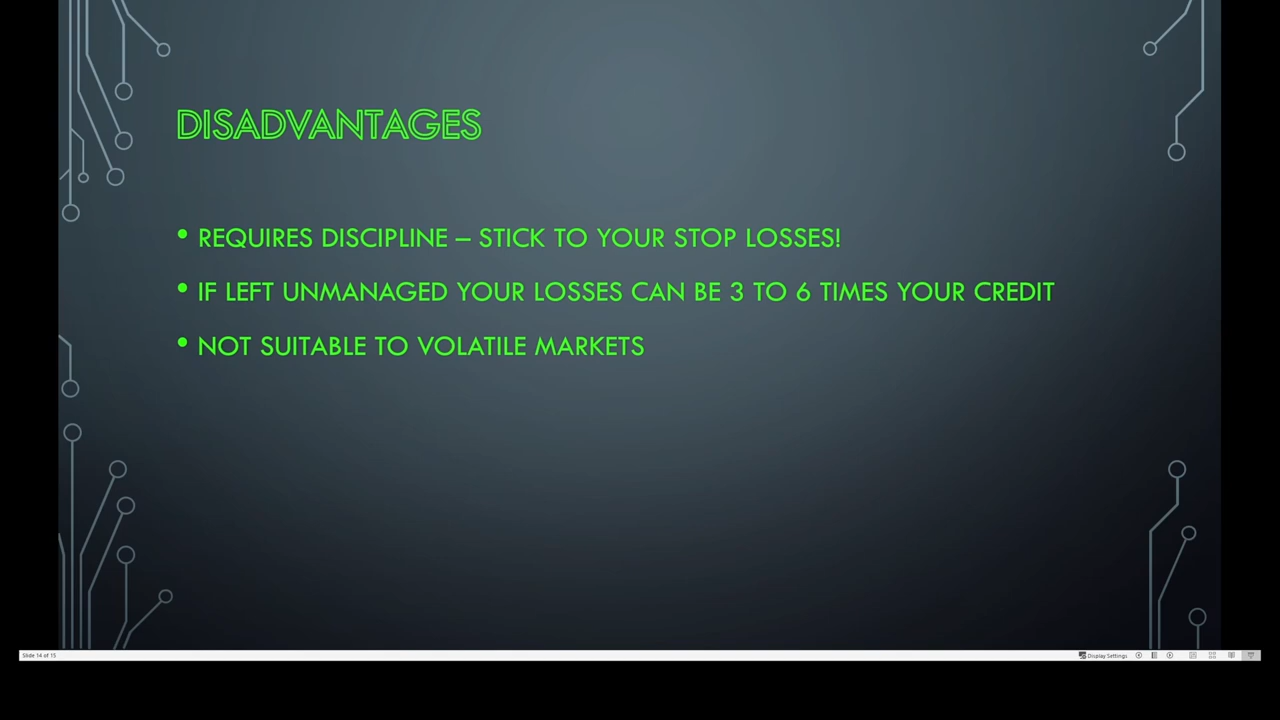 DISADVANTAGES
• REQUIRES DISCIPLINE – STICK TO YOUR STOP LOSSES!
• IF LEFT UNMANAGED YOUR LOSSES CAN BE 3 TO 6 TIMES YOUR CREDIT
• NOT SUITABLE TO VOLATILE MARKETS
Slide 14 of 15
Display Settings